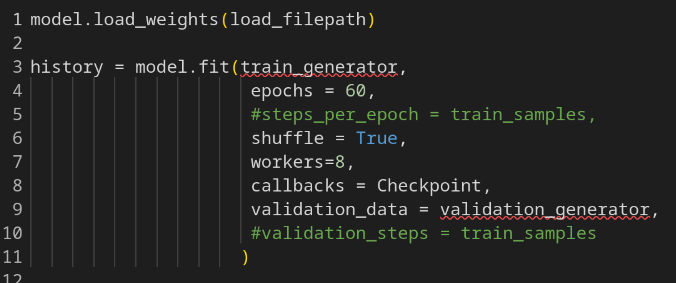 1 model.load_weights(load_filepath)
2
3 history = model.fit(train_generator,
4 epochs = 60,
5 #steps_per_epoch = train_samples,
6 shuffle = True,
7 workers=8,
8 callbacks = Checkpoint,
9 validation_data = validation_generator,
10 #validation_steps = train_samples
11 )
12